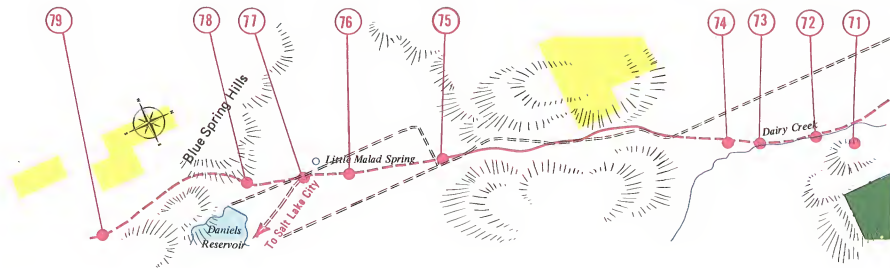 79
78
77
76
75
74
73
72
71
Blue Spring Hills
Little Malad Spring
Dairy Creek
Daniels
Reservoir
To Salt Lake City